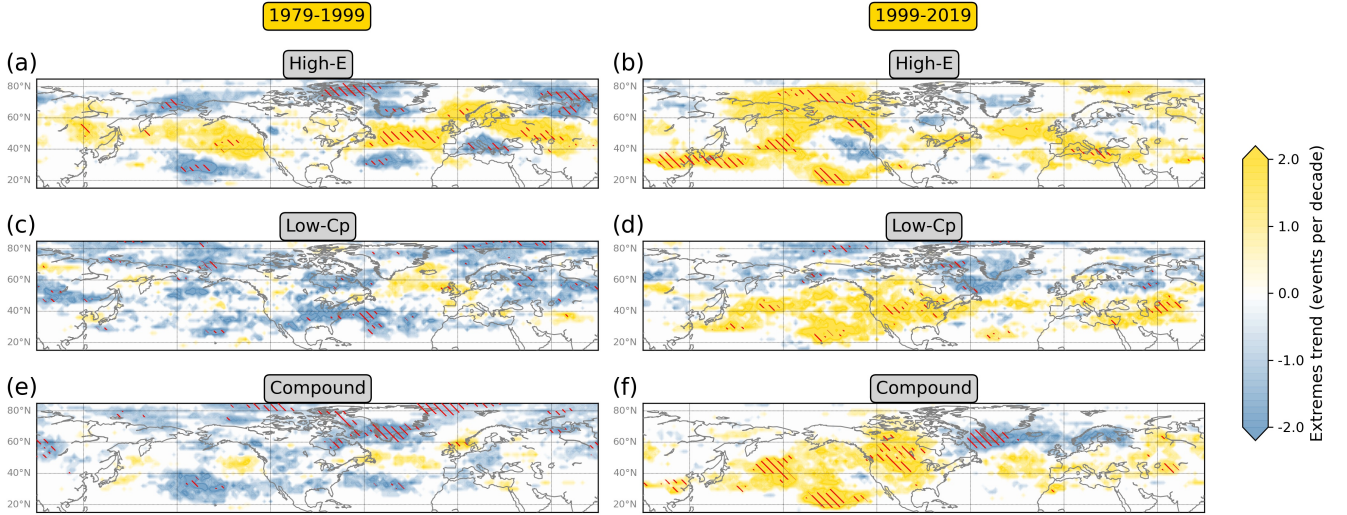 1979-1999
1999-2019
(a)
High-E
(b)
High-E
80°N
60°N
40°N
20°N
80°N
60°N
40°N
20°N
(c)
Low-Cp
(d)
Low-Cp
80°N
60°N
40°N
20°N
80°N
60°N
40°N
20°N
(e)
Compound
(f)
Compound
80°N
60°N
40°N
20°N
80°N
60°N
40°N
20°N
2.0
1.0
0.0
-1.0
-2.0
Extremes trend (events per decade)